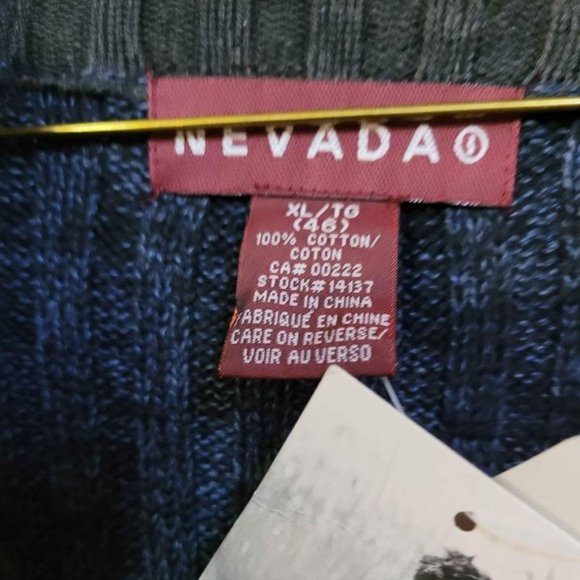 NEVADA
XL/TG
(46)
100% COTTON/
COTON
CA# 00222
STOCK# 14137
MADE IN CHINA
FABRIQUÉ EN CHINE
CARE ON REVERSE/
VOIR AU VERSO